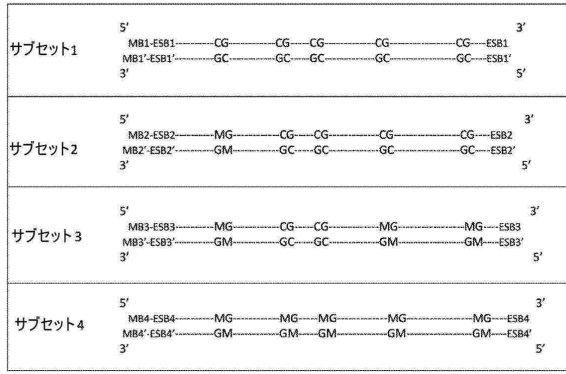 サブセット1
5′ 3′
MB1-ESB1------------CG---------------CG-----CG----------------CG--------------------CG-----ESB1
MB1′-ESB1′-----------GC---------------GC-----GC----------------GC--------------------GC-----ESB1′
3′ 5′
サブセット2
5′ 3′
MB2-ESB2------------MG---------------CG-----CG----------------CG--------------------CG-----ESB2
MB2′-ESB2′-----------GM---------------GC-----GC----------------GC--------------------GC-----ESB2′
3′ 5′
サブセット3
5′ 3′
MB3-ESB3------------MG---------------CG-----CG----------------MG--------------------MG-----ESB3
MB3′-ESB3′-----------GM---------------GC-----GC----------------GM--------------------GM-----ESB3′
3′ 5′
サブセット4
5′ 3′
MB4-ESB4------------MG---------------MG-----MG----------------MG--------------------MG-----ESB4
MB4′-ESB4′-----------GM---------------GM-----GM----------------GM--------------------GM-----ESB4′
3′ 5′